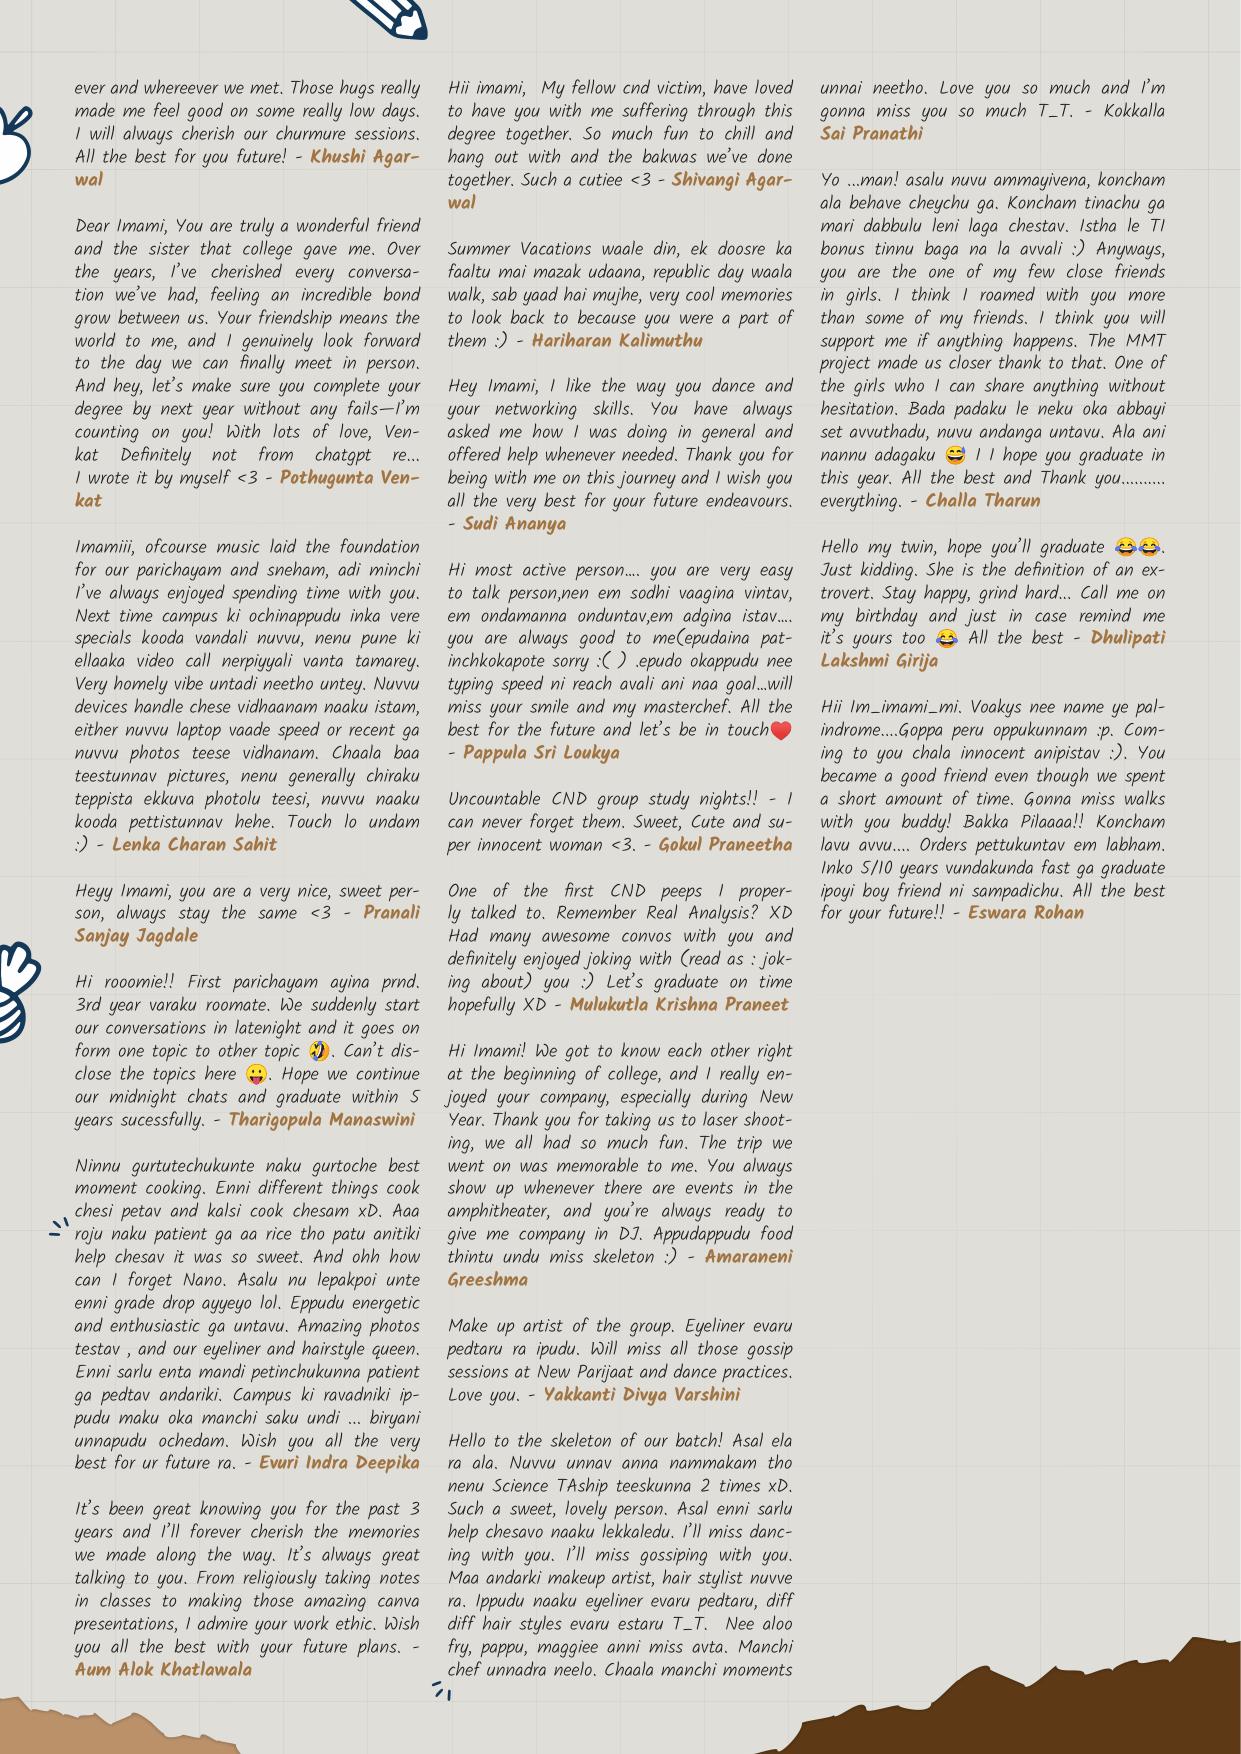 ever and whereever we met. Those hugs really
made me feel good on some really low days.
I will always cherish our churmure sessions.
All the best for you future! - Khushi Agar-
wal
Dear Imami, You are truly a wonderful friend
and the sister that college gave me. Over
the years, I've cherished every conversa-
tion we've had, feeling an incredible bond
grow between us. Your friendship means the
world to me, and I genuinely look forward
to the day we can finally meet in person.
And hey, let's make sure you complete your
degree by next year without any fails—I'm
counting on you! With lots of love, Ven-
kat Definitely not from chatgpt re...
I wrote it by myself <3 - Pothugunta Ven-
kat
Imamiii, ofcourse music laid the foundation
for our parichayam and sneham, adi minchi
I've always enjoyed spending time with you.
Next time campus ki ochinappudu inka vere
specials kooda vandali nuvvu, nenu pune ki
ellaaka video call nerpiyyali vanta tamarey.
Very homely vibe untadi neetho untey. Nuvvu
devices handle chese vidhaanam naaku istam,
either nuvvu laptop vaade speed or recent ga
nuvvu photos teese vidhanam. Chaala baa
teestunnav pictures, nenu generally chiraku
teppista ekkuva photolu teesi, nuvvu naaku
kooda pettistunnav hehe. Touch lo undam
:) - Lenka Charan Sahit
Heyy Imami, you are a very nice, sweet per-
son, always stay the same <3 - Pranali
Sanjay Jagdale
Hi rooomie!! First parichayam ayina prnd.
3rd year varaku roomate. We suddenly start
our conversations in latenight and it goes on
form one topic to other topic 🤣. Can't dis-
close the topics here 😛. Hope we continue
our midnight chats and graduate within 5
years sucessfully. - Tharigopula Manaswini
Ninnu gurtutechukunte naku gurtoche best
moment cooking. Enni different things cook
chesi petav and kalsi cook chesam xD. Aaa
roju naku patient ga aa rice tho patu anitiki
help chesav it was so sweet. And ohh how
can I forget Nano. Asalu nu lepakpoi unte
enni grade drop ayyeyo lol. Eppudu energetic
and enthusiastic ga untavu. Amazing photos
testav , and our eyeliner and hairstyle queen.
Enni sarlu enta mandi petinchukunna patient
ga pedtav andariki. Campus ki ravadniki ip-
pudu maku oka manchi saku undi ... biryani
unnapudu ochedam. Wish you all the very
best for ur future ra. - Evuri Indra Deepika
It's been great knowing you for the past 3
years and I'll forever cherish the memories
we made along the way. It's always great
talking to you. From religiously taking notes
in classes to making those amazing canva
presentations, I admire your work ethic. Wish
you all the best with your future plans. -
Aum Alok Khatlawala
Hii imami, My fellow cnd victim, have loved
to have you with me suffering through this
degree together. So much fun to chill and
hang out with and the bakwas we've done
together. Such a cutiee <3 - Shivangi Agar-
wal
Summer Vacations waale din, ek doosre ka
faaltu mai mazak udaana, republic day waala
walk, sab yaad hai mujhe, very cool memories
to look back to because you were a part of
them :) - Hariharan Kalimuthu
Hey Imami, I like the way you dance and
your networking skills. You have always
asked me how I was doing in general and
offered help whenever needed. Thank you for
being with me on this journey and I wish you
all the very best for your future endeavours.
- Sudi Ananya
Hi most active person.... you are very easy
to talk person,nen em sodhi vaagina vintav,
em ondamanna onduntav,em adgina istav....
you are always good to me(epudaina pat-
inchkokapote sorry :( ) .epudo okappudu nee
typing speed ni reach avali ani naa goal...will
miss your smile and my masterchef. All the
best for the future and let's be in touch♥️
- Pappula Sri Loukya
Uncountable CND group study nights!! - I
can never forget them. Sweet, Cute and su-
per innocent woman <3. - Gokul Praneetha
One of the first CND peeps I proper-
ly talked to. Remember Real Analysis? XD
Had many awesome convos with you and
definitely enjoyed joking with (read as : jok-
ing about) you :) Let's graduate on time
hopefully XD - Mulukutla Krishna Praneet
Hi Imami! We got to know each other right
at the beginning of college, and I really en-
joyed your company, especially during New
Year. Thank you for taking us to laser shoot-
ing, we all had so much fun. The trip we
went on was memorable to me. You always
show up whenever there are events in the
amphitheater, and you're always ready to
give me company in DJ. Appudappudu food
thintu undu miss skeleton :) - Amaraneni
Greeshma
Make up artist of the group. Eyeliner evaru
pedtaru ra ipudu. Will miss all those gossip
sessions at New Parijaat and dance practices.
Love you. - Yakkanti Divya Varshini
Hello to the skeleton of our batch! Asal ela
ra ala. Nuvvu unnav anna nammakam tho
nenu Science TAship teeskunna 2 times xD.
Such a sweet, lovely person. Asal enni sarlu
help chesavo naaku lekkaledu. I'll miss danc-
ing with you. I'll miss gossiping with you.
Maa andarki makeup artist, hair stylist nuvve
ra. Ippudu naaku eyeliner evaru pedtaru, diff
diff hair styles evaru estaru T_T. Nee aloo
fry, pappu, maggiee anni miss avta. Manchi
chef unnadra neelo. Chaala manchi moments
unnai neetho. Love you so much and I'm
gonna miss you so much T_T. - Kokkalla
Sai Pranathi
Yo ...man! asalu nuvu ammayivena, koncham
ala behave cheychu ga. Koncham tinachu ga
mari dabbulu leni laga chestav. Istha le TI
bonus tinnu baga na la avvali :) Anyways,
you are the one of my few close friends
in girls. I think I roamed with you more
than some of my friends. I think you will
support me if anything happens. The MMT
project made us closer thank to that. One of
the girls who I can share anything without
hesitation. Bada padaku le neku oka abbayi
set avvuthadu, nuvu andanga untavu. Ala ani
nannu adagaku 😅 I I hope you graduate in
this year. All the best and Thank you..........
everything. - Challa Tharun
Hello my twin, hope you'll graduate 😂😂.
Just kidding. She is the definition of an ex-
trovert. Stay happy, grind hard... Call me on
my birthday and just in case remind me
it's yours too 😂 All the best - Dhulipati
Lakshmi Girija
Hii Im_imami_mi. Voakys nee name ye pal-
indrome....Goppa peru oppukunnam :p. Com-
ing to you chala innocent anipistav :). You
became a good friend even though we spent
a short amount of time. Gonna miss walks
with you buddy! Bakka Pilaaaa!! Koncham
lavu avvu.... Orders pettukuntav em labham.
Inko 5/10 years vundakunda fast ga graduate
ipoyi boy friend ni sampadichu. All the best
for your future!! - Eswara Rohan